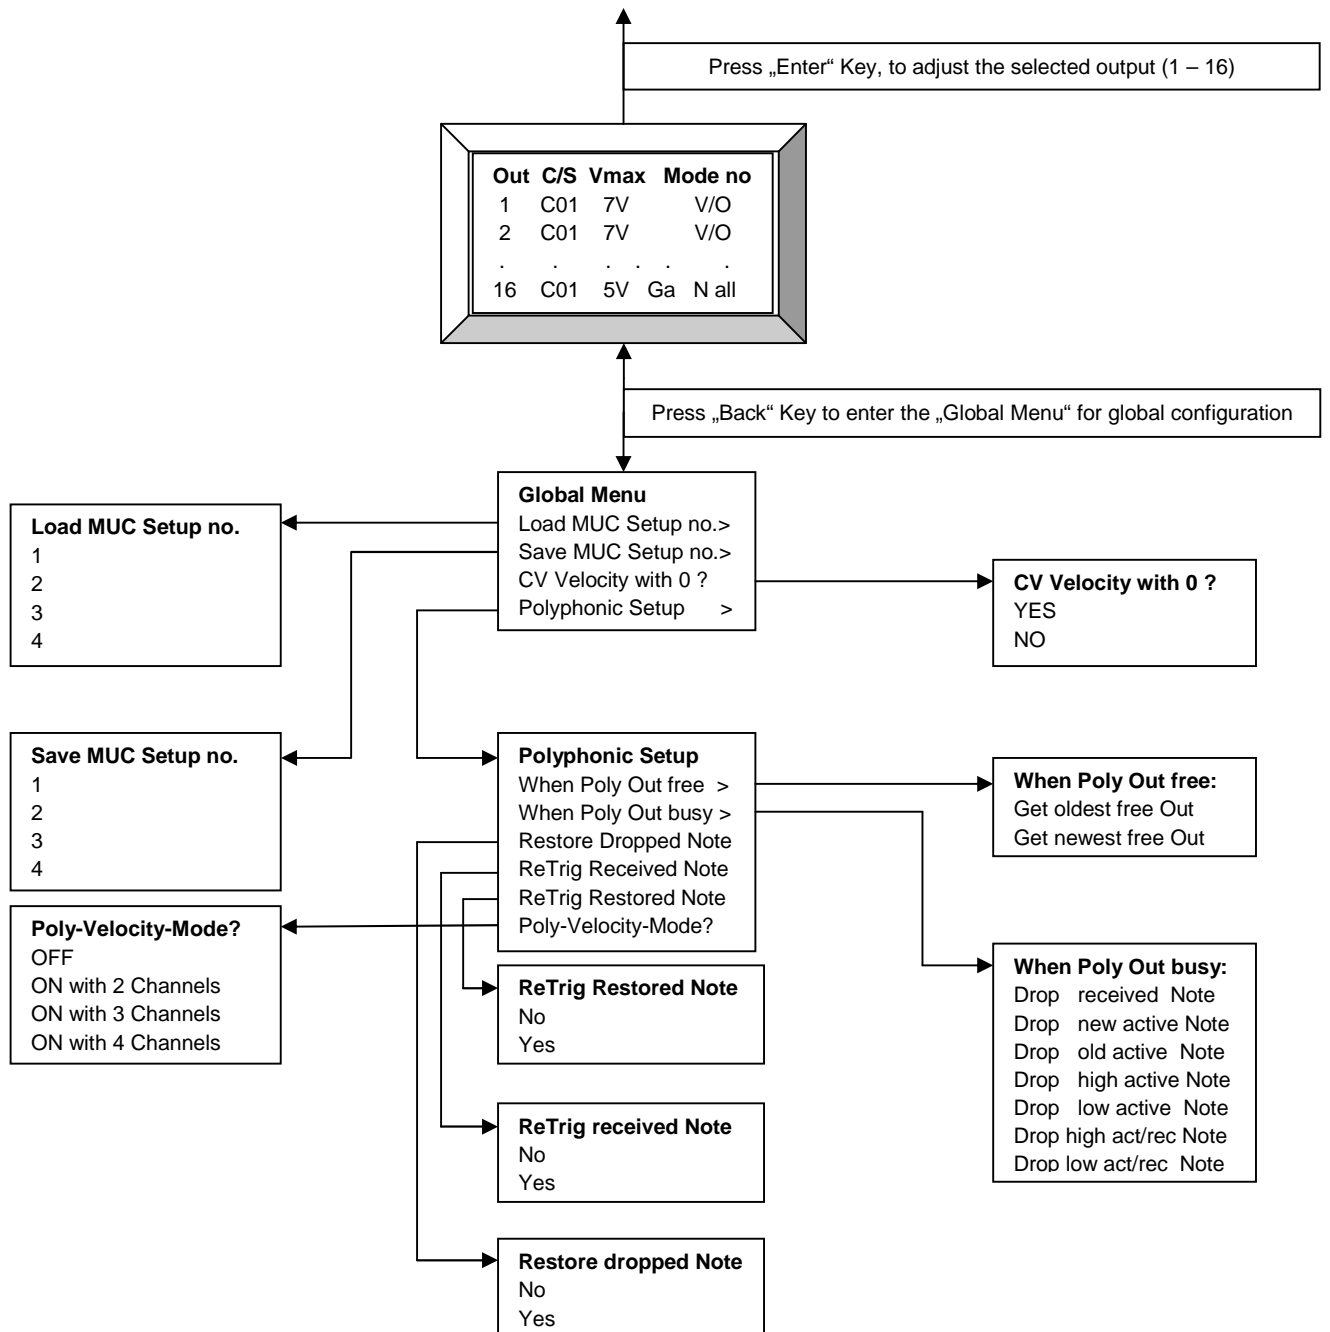 Press „Enter“ Key, to adjust the selected output (1 – 16)
Out C/S Vmax Mode no
1 C01 7V V/O
2 C01 7V V/O
. . . . . .
16 C01 5V Ga N all
Press „Back“ Key to enter the „Global Menu“ for global configuration
Global Menu
Load MUC Setup no.>
Save MUC Setup no.>
CV Velocity with 0 ?
Polyphonic Setup >
Load MUC Setup no.
1
2
3
4
CV Velocity with 0 ?
YES
NO
Save MUC Setup no.
1
2
3
4
Polyphonic Setup
When Poly Out free >
When Poly Out busy >
Restore Dropped Note
ReTrig Received Note
ReTrig Restored Note
Poly-Velocity-Mode?
When Poly Out free:
Get oldest free Out
Get newest free Out
Poly-Velocity-Mode?
OFF
ON with 2 Channels
ON with 3 Channels
ON with 4 Channels
When Poly Out busy:
Drop received Note
Drop new active Note
Drop old active Note
Drop high active Note
Drop low active Note
Drop high act/rec Note
Drop low act/rec Note
ReTrig Restored Note
No
Yes
ReTrig received Note
No
Yes
Restore dropped Note
No
Yes